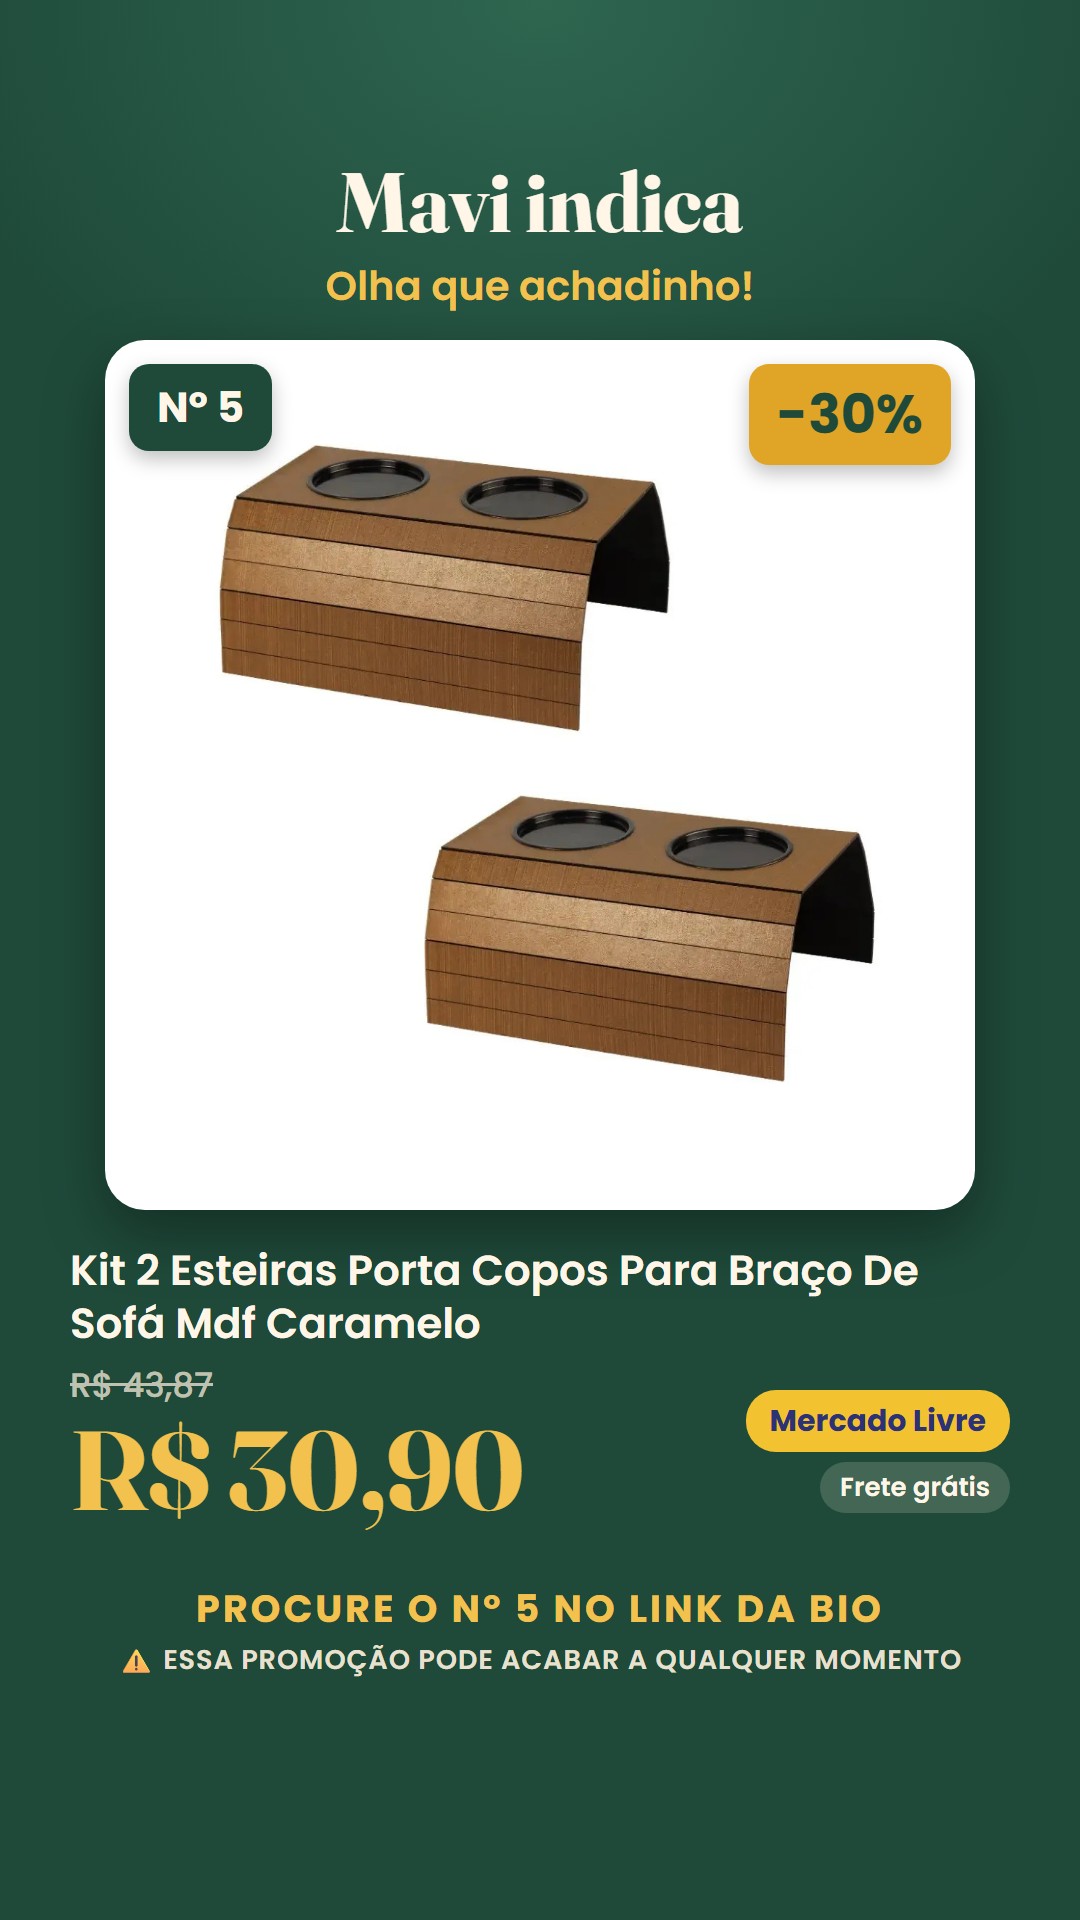 Mavi indica
Olha que achadinho!
Nº 5
-30%
Kit 2 Esteiras Porta Copos Para Braço De
Sofá Mdf Caramelo
R$ 43,87
R$ 30,90
Mercado Livre
Frete grátis
PROCURE O Nº 5 NO LINK DA BIO
⚠️ ESSA PROMOÇÃO PODE ACABAR A QUALQUER MOMENTO